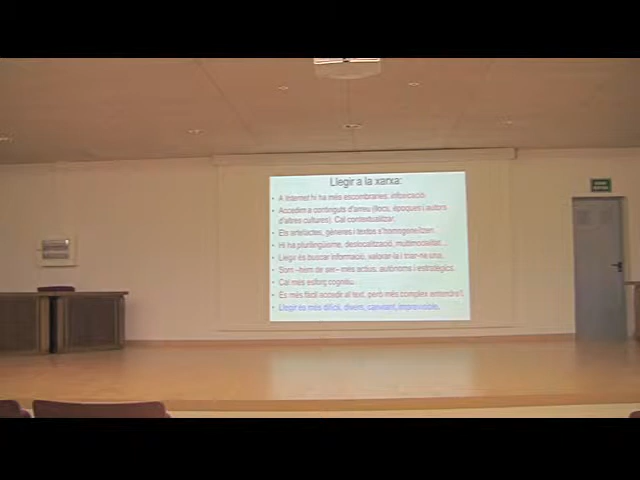 Llegir a la xarxa:
• A Internet hi ha més escombraries, infoxicació.
• Accedim a continguts d'arreu (llocs, èpoques i autors
d'altres cultures). Cal contextualitzar.
• Els artefactes, gèneres i textos s'homogeneïtzen.
• Hi ha plurilingüisme, deslocalització, multimodalitat…
• Llegir és buscar informació, valorar-la i triar-ne una.
• Som –hem de ser– més actius, autònoms i estratègics.
• Cal més esforç cognitiu.
• És més fàcil accedir al text, però més complex entendre'l.
• Llegir és més difícil, divers, canviant, imprevisible.